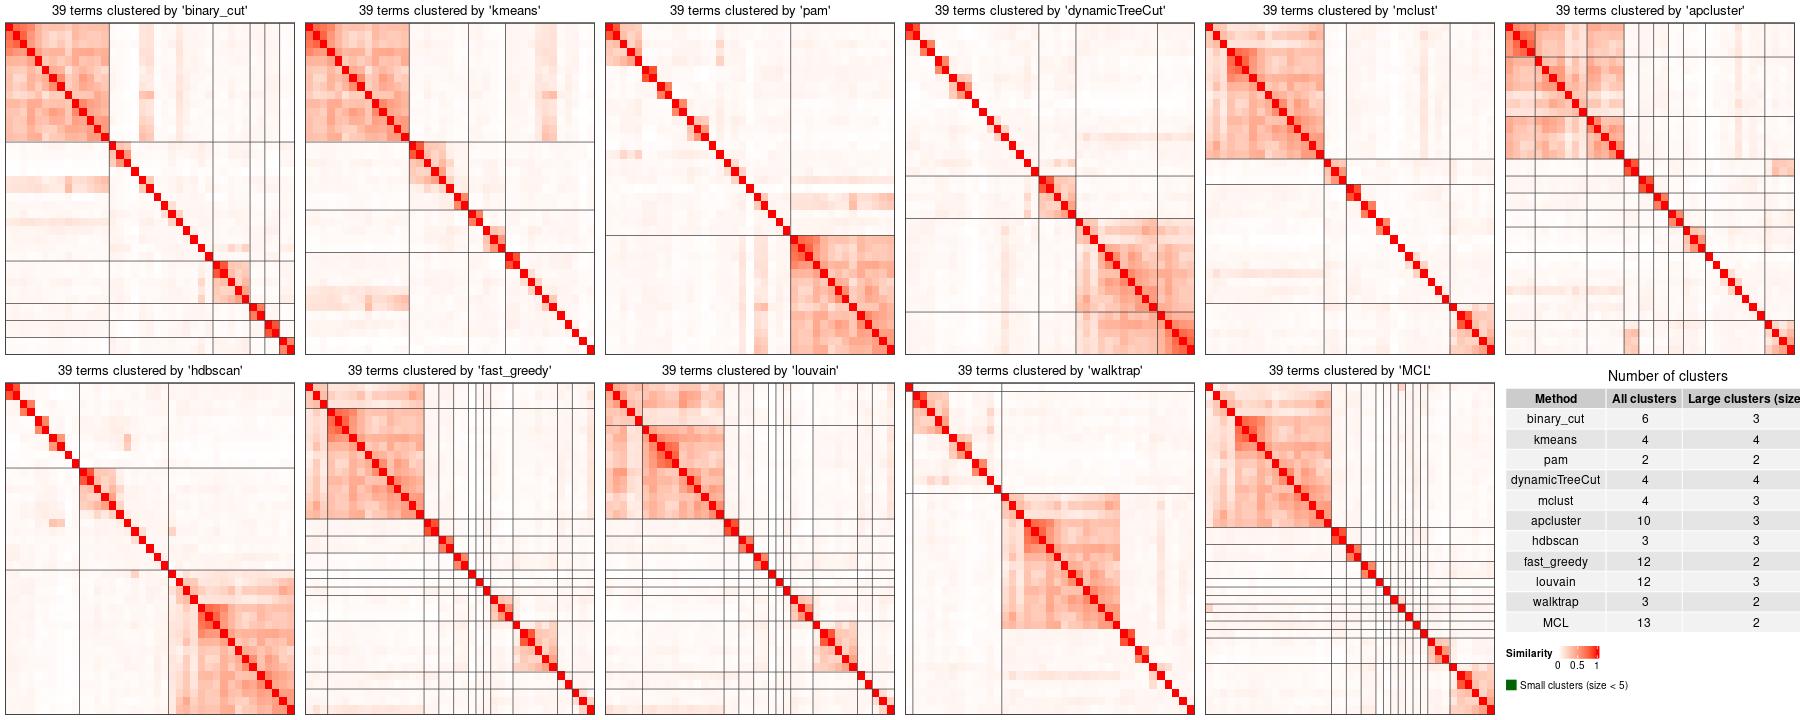 39 terms clustered by 'binary_cut'
39 terms clustered by 'kmeans'
39 terms clustered by 'pam'
39 terms clustered by 'dynamicTreeCut'
39 terms clustered by 'mclust'
39 terms clustered by 'apcluster'
39 terms clustered by 'hdbscan'
39 terms clustered by 'fast_greedy'
39 terms clustered by 'louvain'
39 terms clustered by 'walktrap'
39 terms clustered by 'MCL'
Number of clusters
Method All clusters Large clusters (size
binary_cut 6 3
kmeans 4 4
pam 2 2
dynamicTreeCut 4 4
mclust 4 3
apcluster 10 3
hdbscan 3 3
fast_greedy 12 2
louvain 12 3
walktrap 3 2
MCL 13 2
Similarity
0 0.5 1
Small clusters (size < 5)